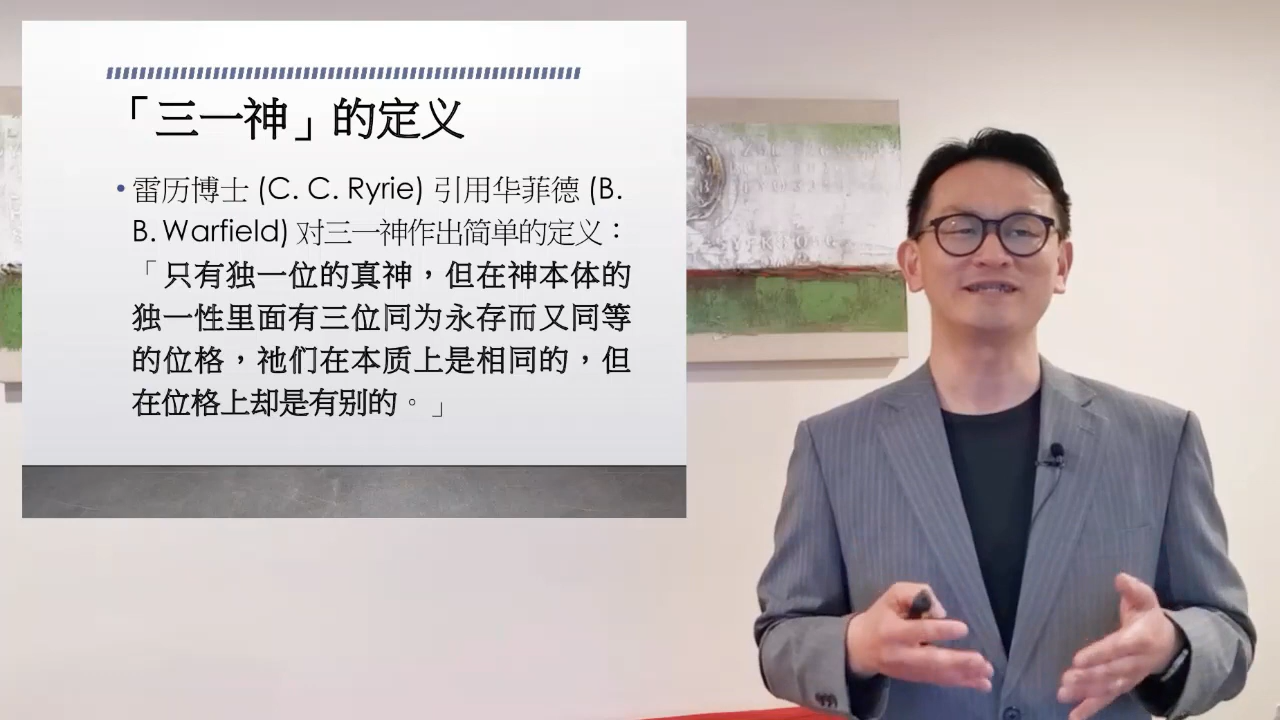 「三一神」的定义
•雷历博士 (C. C. Ryrie) 引用华菲德 (B.
B. Warfield) 对三一神作出简单的定义：
「只有独一位的真神，但在神本体的
独一性里面有三位同为永存而又同等
的位格，祂们在本质上是相同的，但
在位格上却是有别的。」